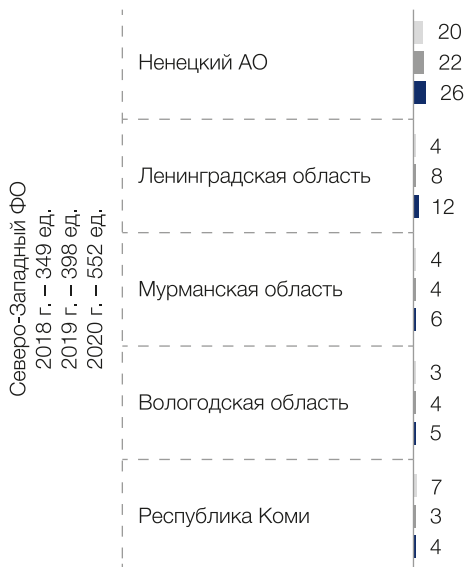 Северо-Западный ФО
2018 г. – 349 ед.
2019 г. – 398 ед.
2020 г. – 552 ед.
Ненецкий АО
20
22
26
Ленинградская область
4
8
12
Мурманская область
4
4
6
Вологодская область
3
4
5
Республика Коми
7
3
4